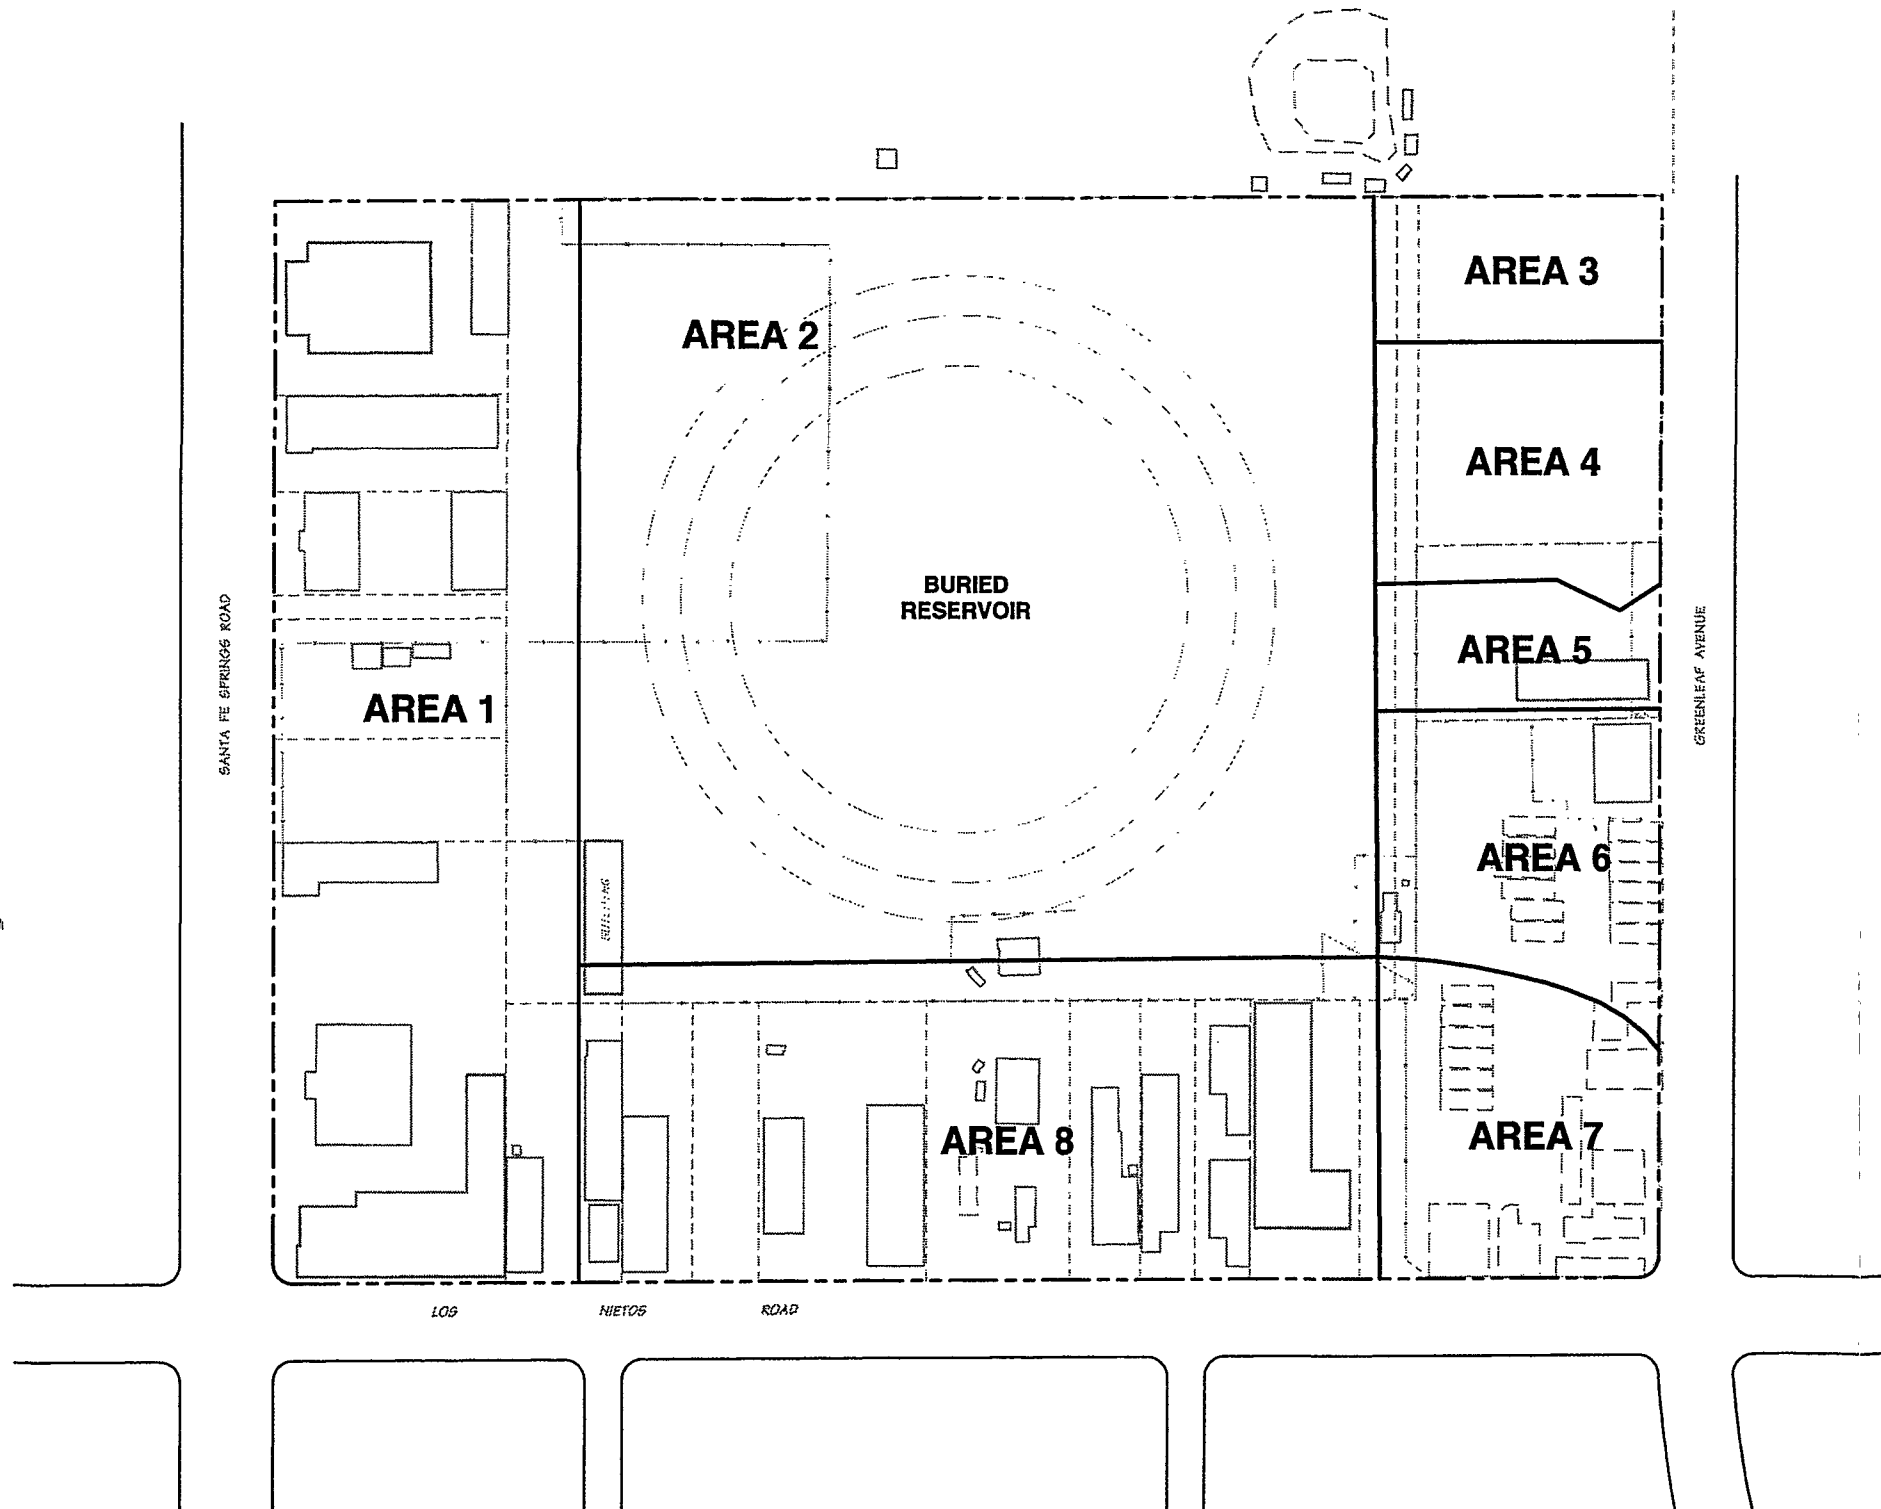 AREA 3
AREA 2
AREA 4
BURIED
RESERVOIR
SANTA FE SPRINGS ROAD
AREA 5
GREENLEAF AVENUE
AREA 1
AREA 6
BUILDING
AREA 8
AREA 7
LOS NIETOS ROAD